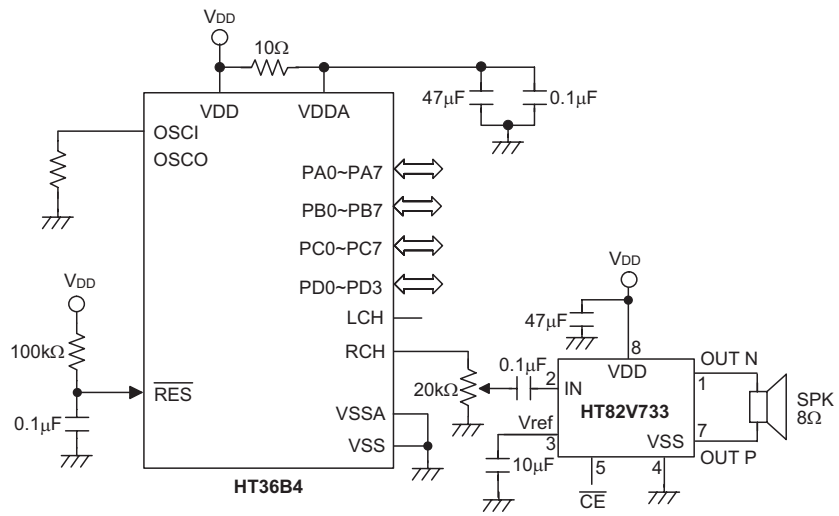 VDD
10Ω
VDD
VDDA
47μF
0.1μF
OSCI
OSCO
PA0~PA7
PB0~PB7
PC0~PC7
PD0~PD3
LCH
RCH
VDD
100kΩ
RES
0.1μF
VSSA
VSS
HT36B4
20kΩ
0.1μF
VDD
47μF
8
VDD
2
IN
HT82V733
Vref
3
10μF
VSS
5
4
CE
OUT N
1
7
OUT P
SPK
8Ω